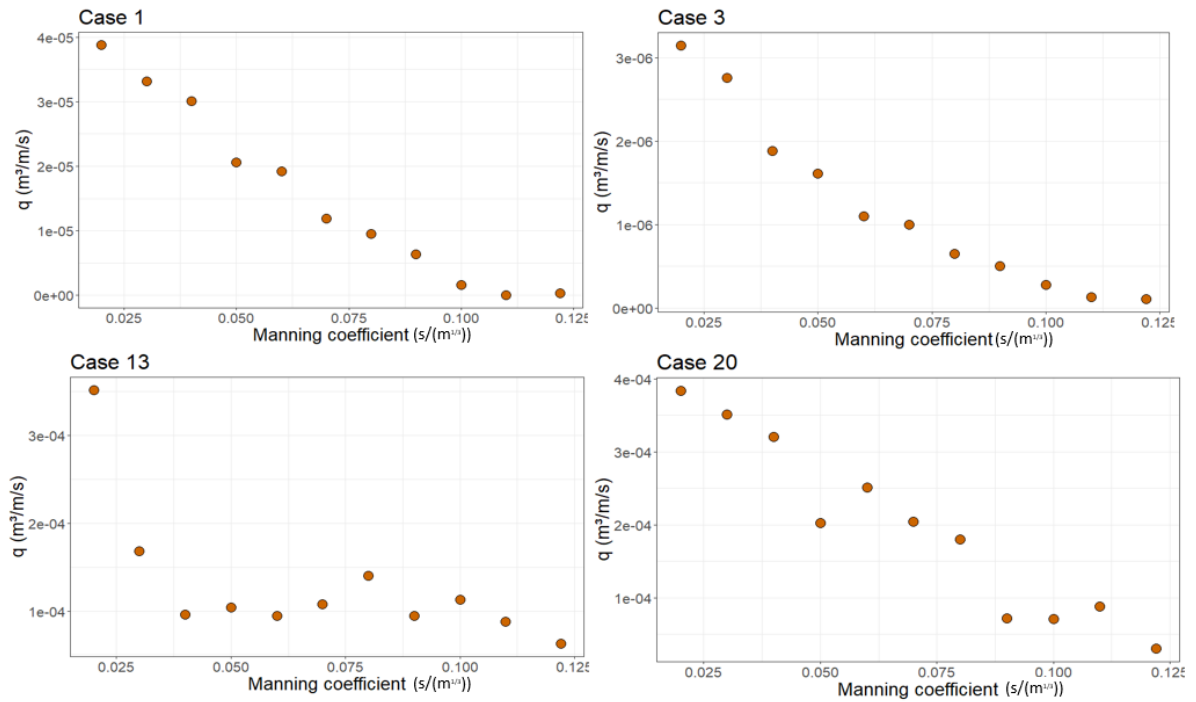 Case 1
4e-05
3e-05
2e-05
1e-05
0e+00
q (m³/m/s)
0.025 0.050 0.075 0.100 0.125
Manning coefficient (s/(m¹/³))
Case 3
3e-06
2e-06
1e-06
0e+00
q (m³/m/s)
0.025 0.050 0.075 0.100 0.125
Manning coefficient(s/(m¹/³))
Case 13
3e-04
2e-04
1e-04
q (m³/m/s)
0.025 0.050 0.075 0.100 0.125
Manning coefficient (s/(m¹/³))
Case 20
4e-04
3e-04
2e-04
1e-04
q (m³/m/s)
0.025 0.050 0.075 0.100 0.125
Manning coefficient (s/(m¹/³))